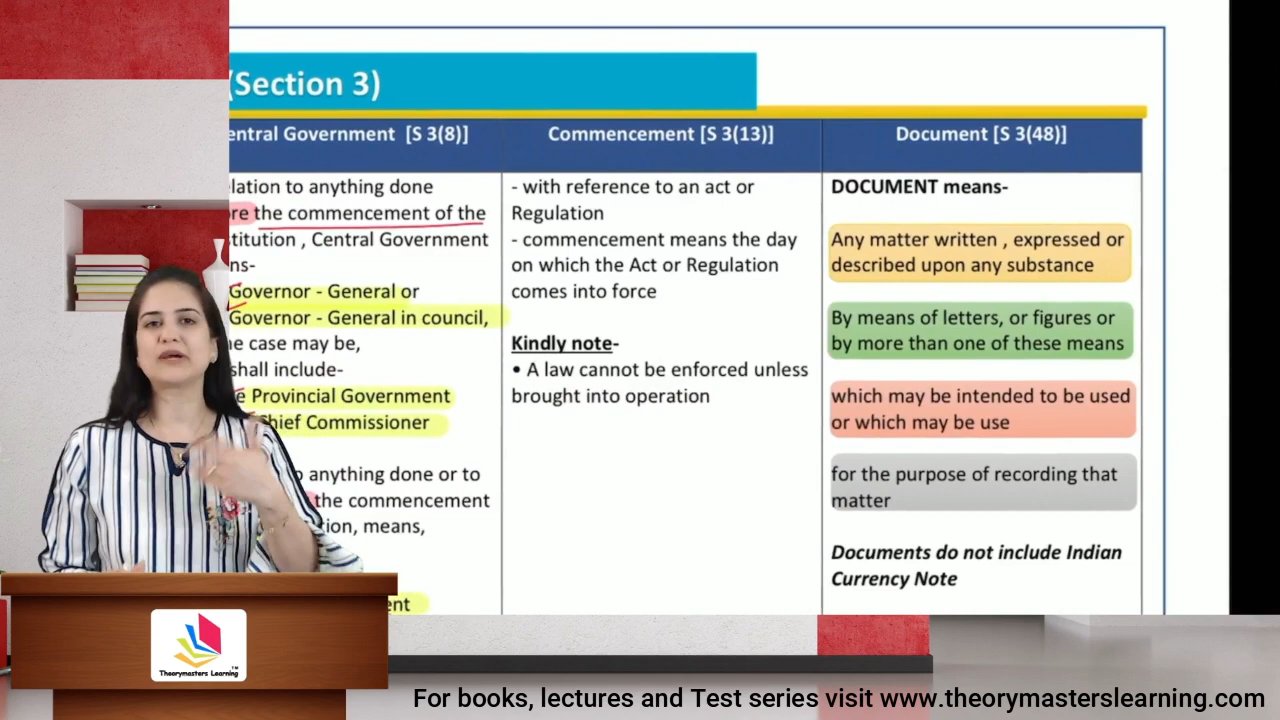 (Section 3)
entral Government [S 3(8)]
lation to anything done
ore the commencement of the
titution , Central Government
ns-
Governor - General or
Governor - General in council,
e case may be,
shall include-
e Provincial Government
hief Commissioner
anything done or to
the commencement
tion, means,
ent
Commencement [S 3(13)]
- with reference to an act or
Regulation
- commencement means the day
on which the Act or Regulation
comes into force
Kindly note-
• A law cannot be enforced unless
brought into operation
Document [S 3(48)]
DOCUMENT means-
Any matter written , expressed or
described upon any substance
By means of letters, or figures or
by more than one of these means
which may be intended to be used
or which may be use
for the purpose of recording that
matter
Documents do not include Indian
Currency Note
Theorymasters Learning™
For books, lectures and Test series visit www.theorymasterslearning.com